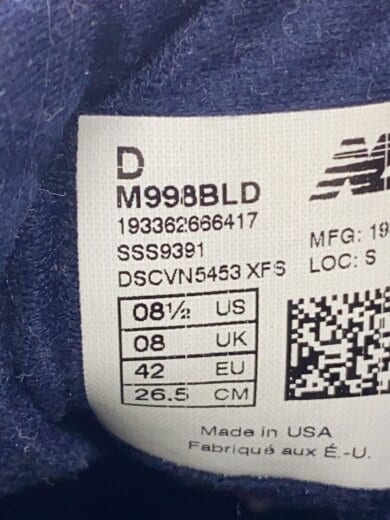 D
M998BLD
193362666417
SSS9391
DSCVN5453 XFS
MFG: 19
LOC: S
08½ US
08 UK
42 EU
26.5 CM
Made in USA
Fabriqué aux É.-U.